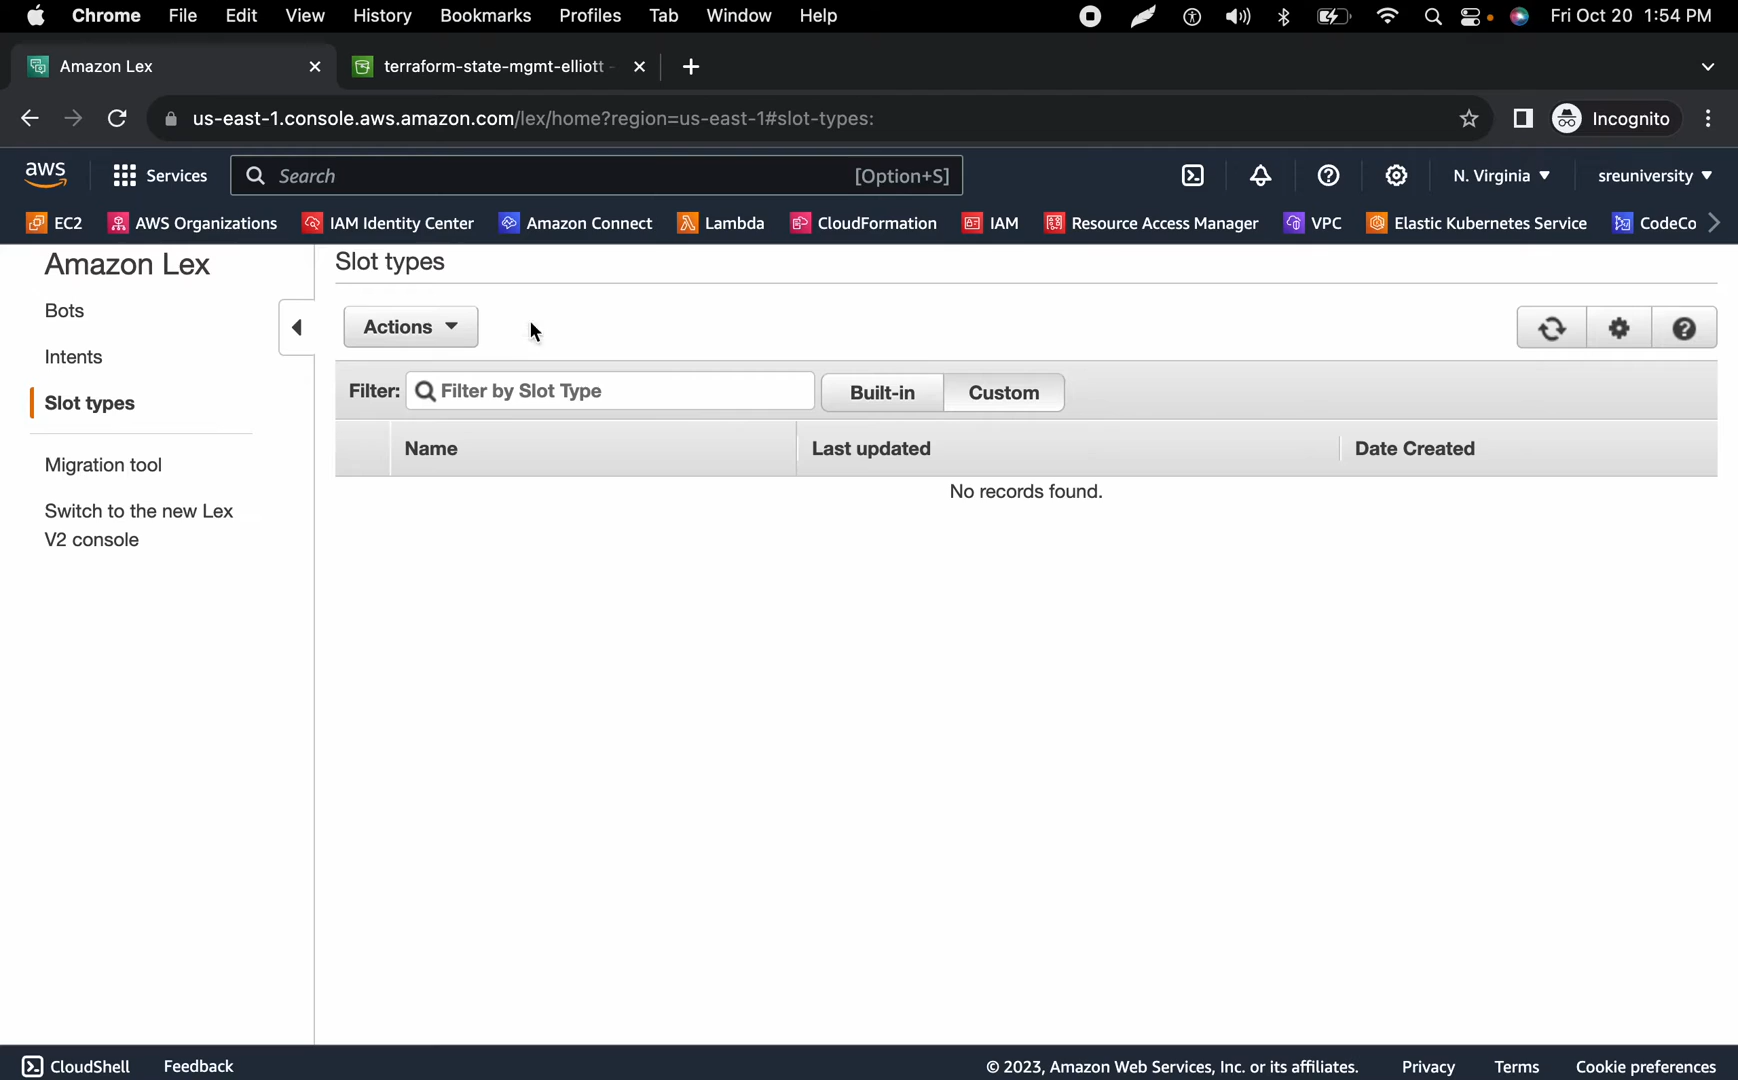 Chrome File Edit View History Bookmarks Profiles Tab Window Help Fri Oct 20 1:54 PM
Amazon Lex terraform-state-mgmt-elliott -
us-east-1.console.aws.amazon.com/lex/home?region=us-east-1#slot-types: Incognito
aws Services Search [Option+S] N. Virginia sreuniversity
EC2 AWS Organizations IAM Identity Center Amazon Connect Lambda CloudFormation IAM Resource Access Manager VPC Elastic Kubernetes Service CodeCo
Amazon Lex
Bots
Intents
Slot types
Migration tool
Switch to the new Lex
V2 console
Slot types
Actions
Filter: Filter by Slot Type Built-in Custom
Name Last updated Date Created
No records found.
CloudShell Feedback © 2023, Amazon Web Services, Inc. or its affiliates. Privacy Terms Cookie preferences